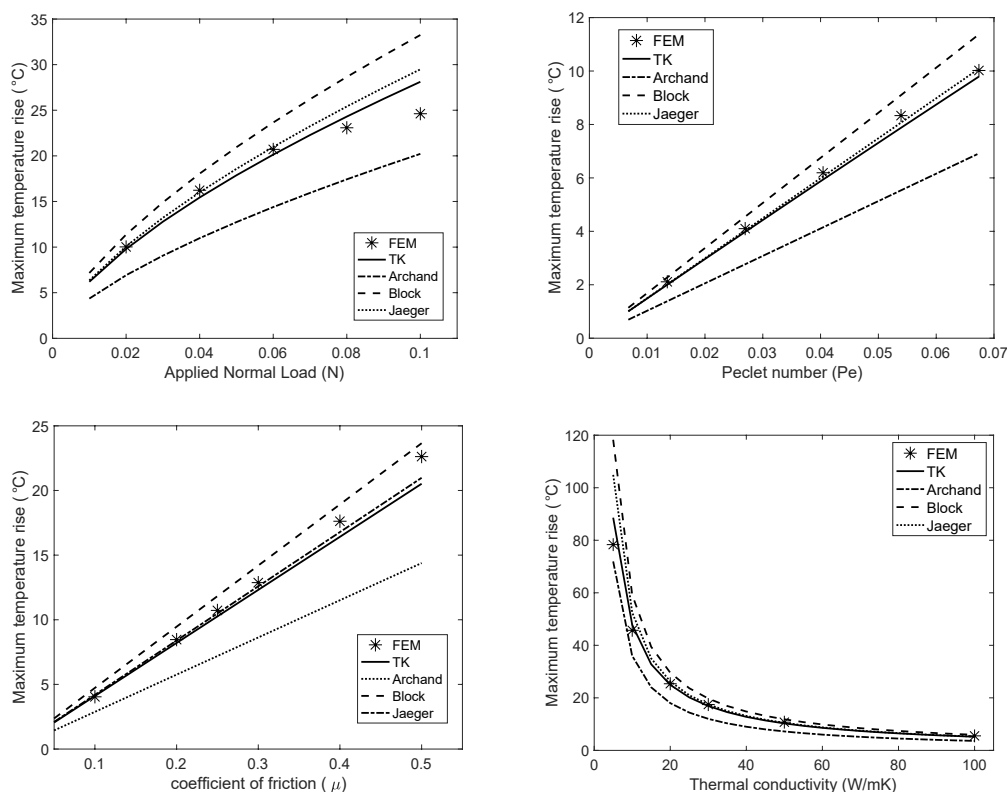 35
30
25
20
15
10
5
0
Maximum temperature rise ( °C)
FEM
TK
Archand
Block
Jaeger
0 0.02 0.04 0.06 0.08 0.1
Applied Normal Load (N)
12
10
8
6
4
2
0
Maximum temperature rise ( °C)
FEM
TK
Archand
Block
Jaeger
0 0.01 0.02 0.03 0.04 0.05 0.06 0.07
Peclet number (Pe)
25
20
15
10
5
0
Maximum temperature rise ( °C)
FEM
TK
Archand
Block
Jaeger
0.1 0.2 0.3 0.4 0.5
coefficient of friction ( μ)
120
100
80
60
40
20
0
Maximum temperature rise ( °C)
FEM
TK
Archand
Block
Jaeger
0 20 40 60 80 100
Thermal conductivity (W/mK)